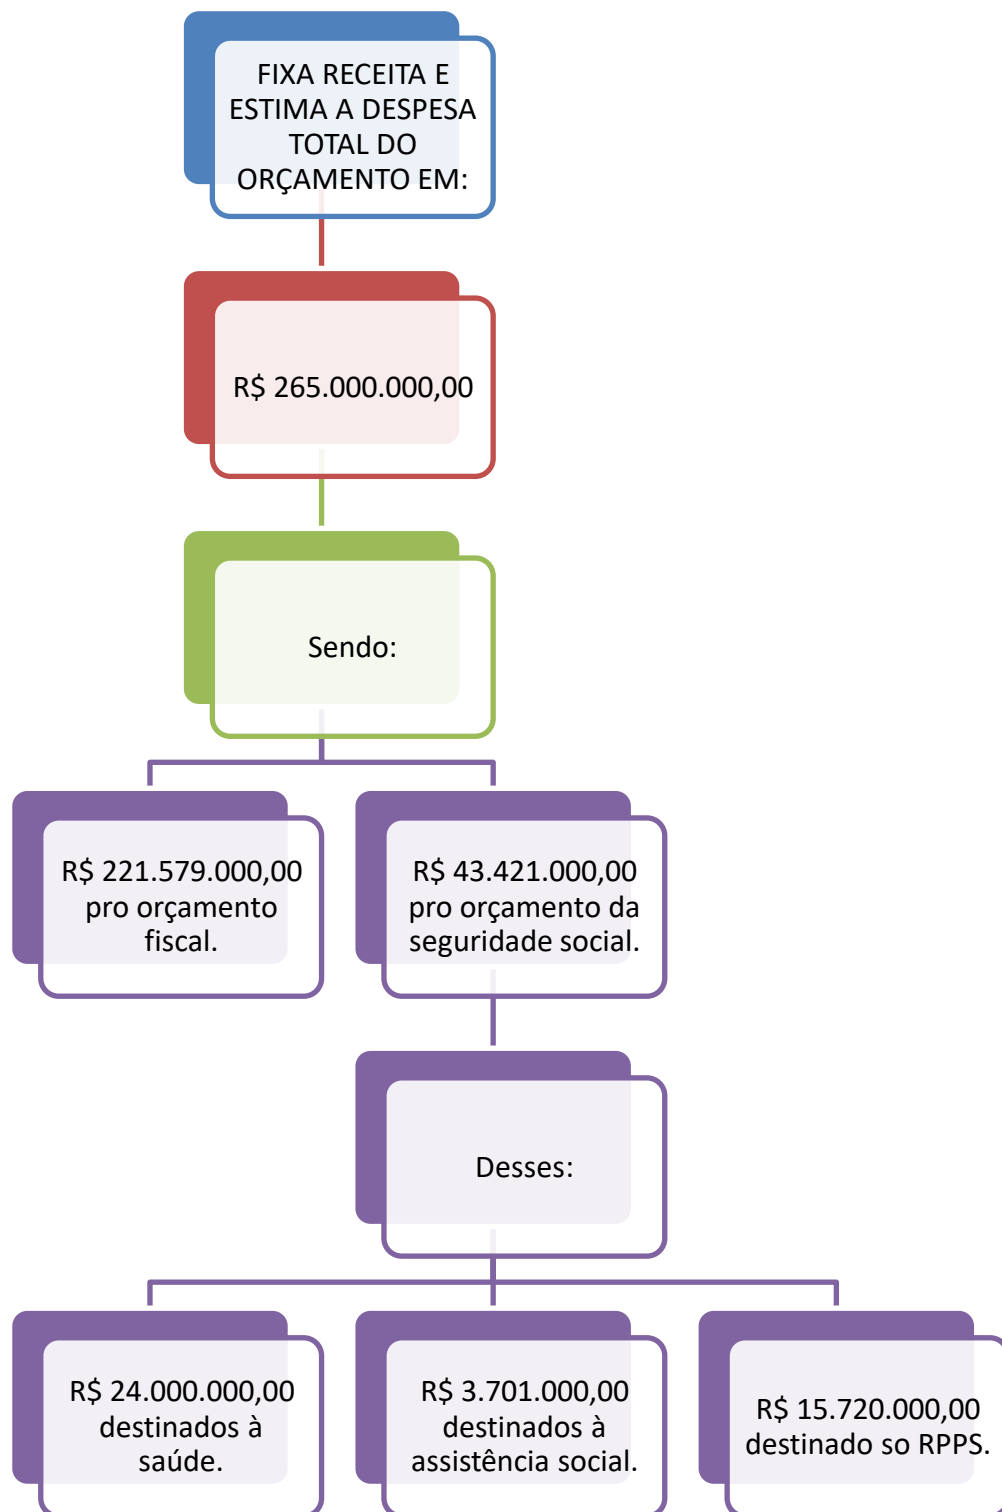 FIXA RECEITA E
ESTIMA A DESPESA
TOTAL DO
ORÇAMENTO EM:
R$ 265.000.000,00
Sendo:
R$ 221.579.000,00
pro orçamento
fiscal.
R$ 43.421.000,00
pro orçamento da
seguridade social.
Desses:
R$ 24.000.000,00
destinados à
saúde.
R$ 3.701.000,00
destinados à
assistência social.
R$ 15.720.000,00
destinado so RPPS.